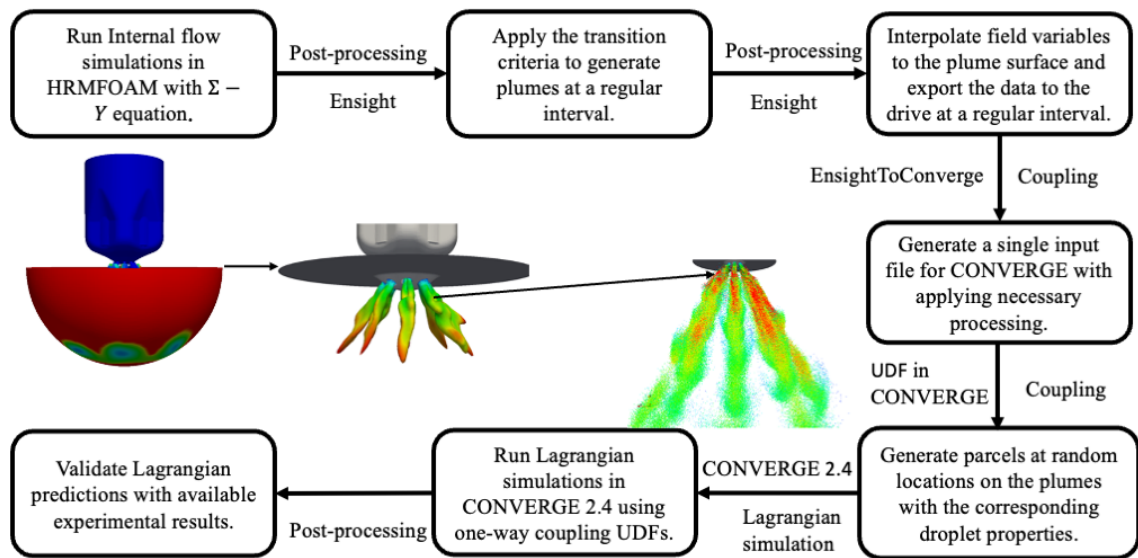 Run Internal flow
simulations in
HRMFOAM with Σ −
Y equation.
Post-processing
Ensight
Apply the transition
criteria to generate
plumes at a regular
interval.
Post-processing
Ensight
Interpolate field variables
to the plume surface and
export the data to the
drive at a regular interval.
EnsightToConverge
Coupling
Generate a single input
file for CONVERGE with
applying necessary
processing.
UDF in
CONVERGE
Coupling
Generate parcels at random
locations on the plumes
with the corresponding
droplet properties.
CONVERGE 2.4
Lagrangian
simulation
Run Lagrangian
simulations in
CONVERGE 2.4 using
one-way coupling UDFs.
Post-processing
Validate Lagrangian
predictions with available
experimental results.